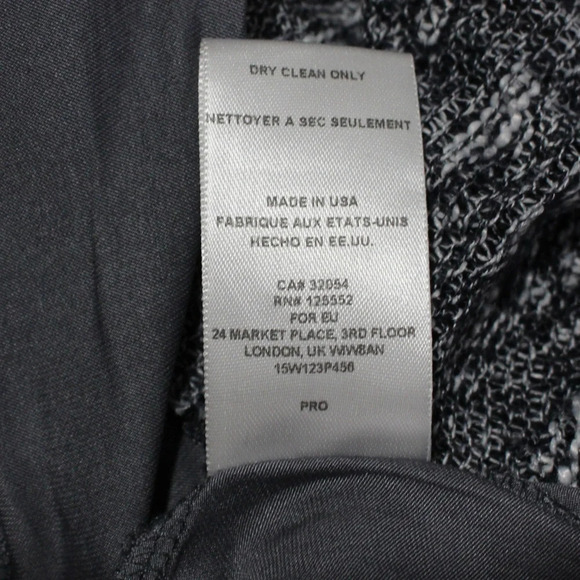 DRY CLEAN ONLY
NETTOYER A SEC SEULEMENT
MADE IN USA
FABRIQUE AUX ETATS-UNIS
HECHO EN EE.UU.
CA# 32054
RN# 125552
FOR EU
24 MARKET PLACE, 3RD FLOOR
LONDON, UK WIW8AN
15W123P456
PRO